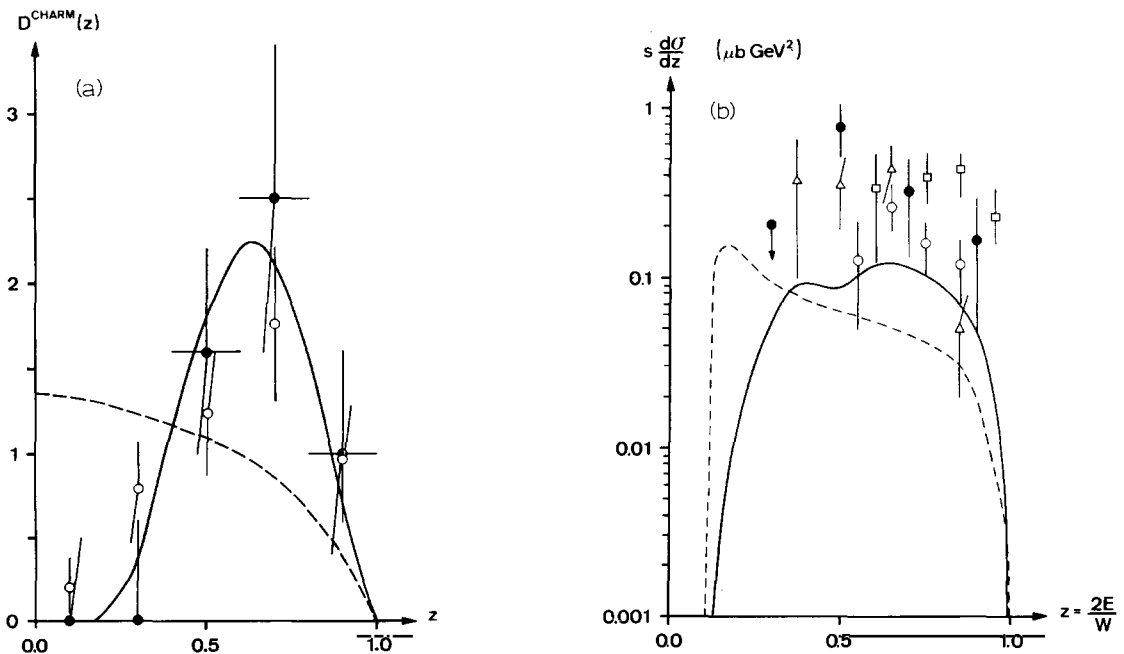 D^CHARM(z)
(a)
3
2
1
0
0.0
0.5
1.0
z
s dσ/dz (μb GeV²)
(b)
1
0.1
0.01
0.001
0.0
0.5
1.0
z = 2E/W